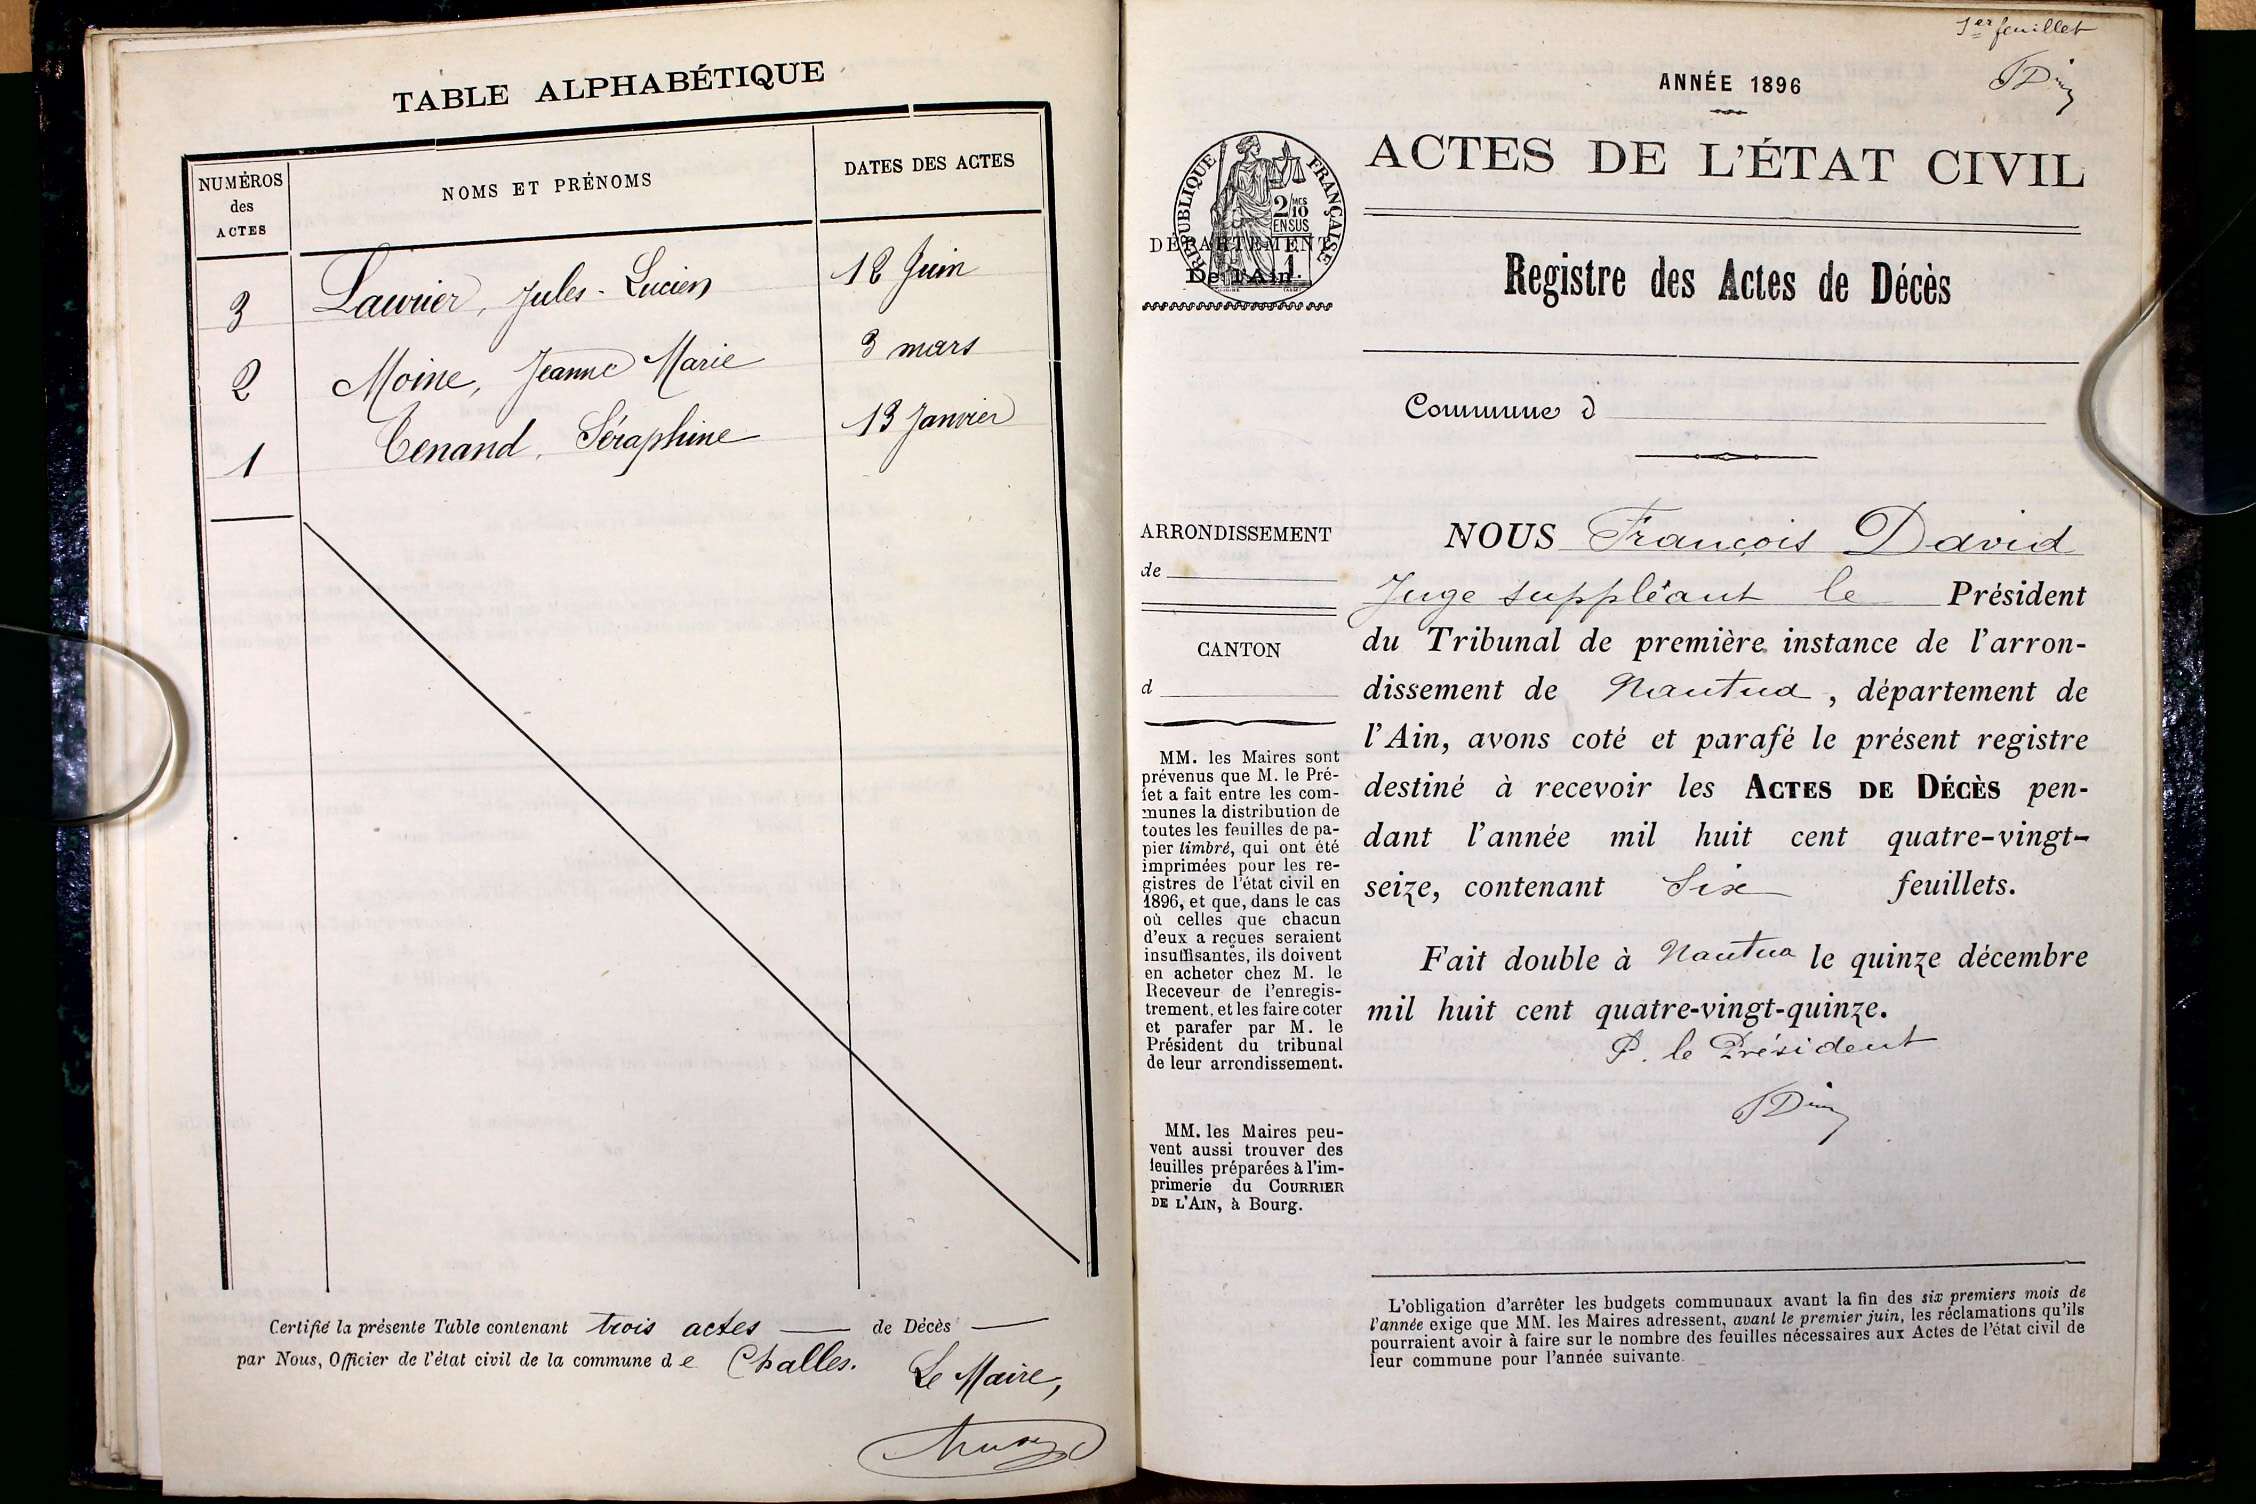 TABLE ALPHABÉTIQUE
NUMÉROS
des
ACTES
NOMS ET PRÉNOMS
DATES DES ACTES
3 Laurier, Jules-Lucien 12 Juin
2 Moine, Jeanne Marie 3 mars
1 Tenand, Séraphine 13 Janvier
Certifié la présente Table contenant trois actes de Décès
par Nous, Officier de l'état civil de la commune de Challes.
Le Maire,
1er feuillet
ANNÉE 1896
ACTES DE L'ÉTAT CIVIL
RÉPUBLIQUE FRANÇAISE
2/10 MES
EN SUS
1
DÉPARTEMENT
De l'Ain.
Registre des Actes de Décès
Commune d
ARRONDISSEMENT
de
CANTON
d
MM. les Maires sont
prévenus que M. le Pré-
fet a fait entre les com-
munes la distribution de
toutes les feuilles de pa-
pier timbré, qui ont été
imprimées pour les re-
gistres de l'état civil en
1896, et que, dans le cas
où celles que chacun
d'eux a reçues seraient
insuffisantes, ils doivent
en acheter chez M. le
Receveur de l'enregis-
trement, et les faire coter
et parafer par M. le
Président du tribunal
de leur arrondissement.
MM. les Maires peu-
vent aussi trouver des
feuilles préparées à l'im-
primerie du COURRIER
DE L'AIN, à Bourg.
NOUS François David
Juge suppléant le Président
du Tribunal de première instance de l'arron-
dissement de Nantua, département de
l'Ain, avons coté et parafé le présent registre
destiné à recevoir les ACTES DE DÉCÈS pen-
dant l'année mil huit cent quatre-vingt-
seize, contenant Six feuillets.
Fait double à Nantua le quinze décembre
mil huit cent quatre-vingt-quinze.
P. le Président
L'obligation d'arrêter les budgets communaux avant la fin des six premiers mois de
l'année exige que MM. les Maires adressent, avant le premier juin, les réclamations qu'ils
pourraient avoir à faire sur le nombre des feuilles nécessaires aux Actes de l'état civil de
leur commune pour l'année suivante.